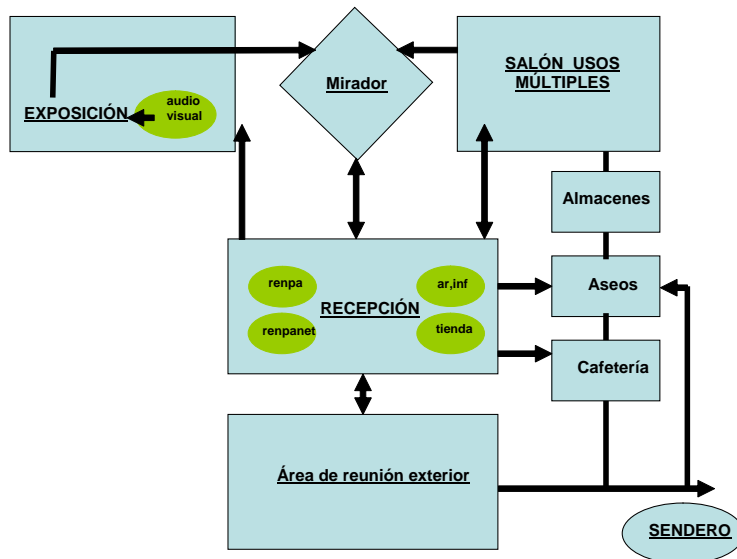 Mirador
SALÓN USOS
MÚLTIPLES
EXPOSICIÓN
audio
visual
Almacenes
renpa
ar,inf
RECEPCIÓN
renpanet
tienda
Aseos
Cafetería
Área de reunión exterior
SENDERO